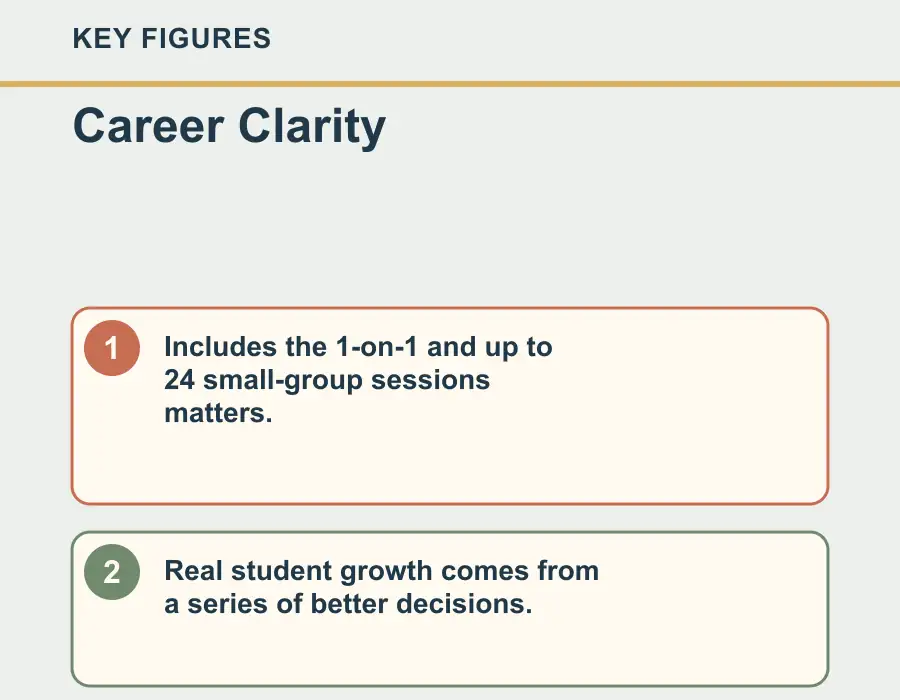 KEY FIGURES
Career Clarity
1
Includes the 1-on-1 and up to
24 small-group sessions
matters.
2
Real student growth comes from
a series of better decisions.